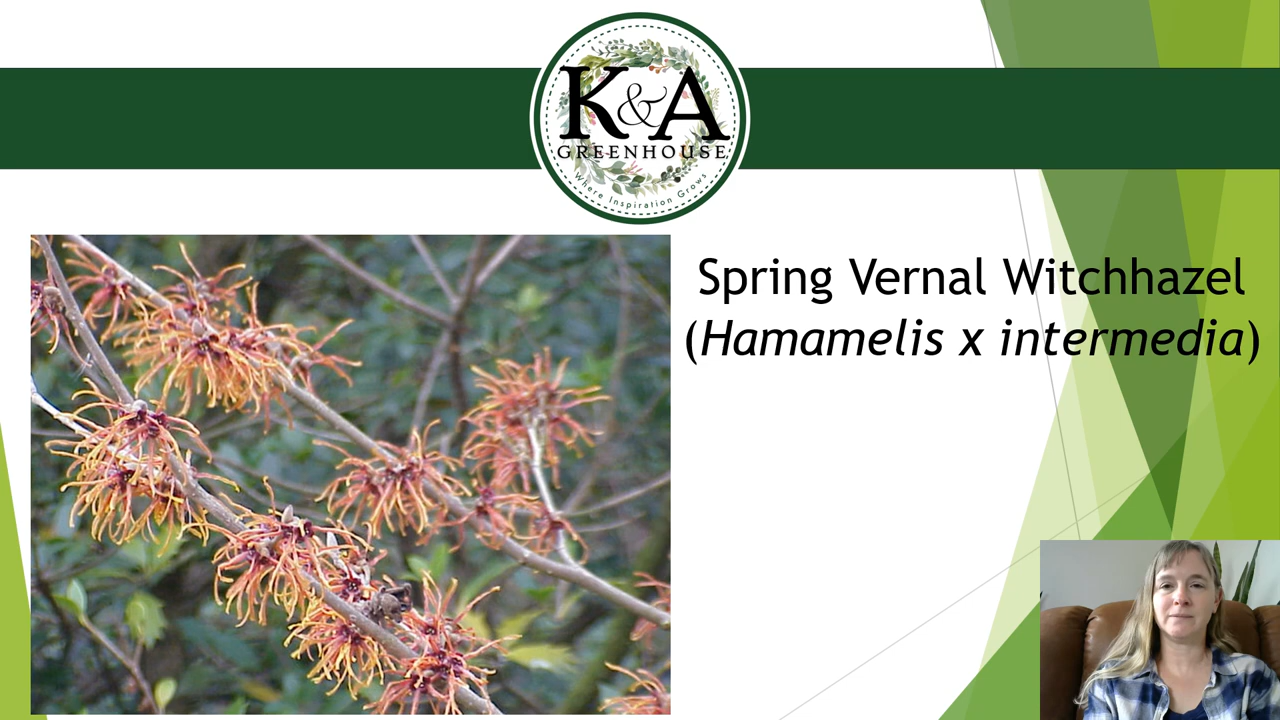 K&A
GREENHOUSE
Where Inspiration Grows
Spring Vernal Witchhazel
(Hamamelis x intermedia)